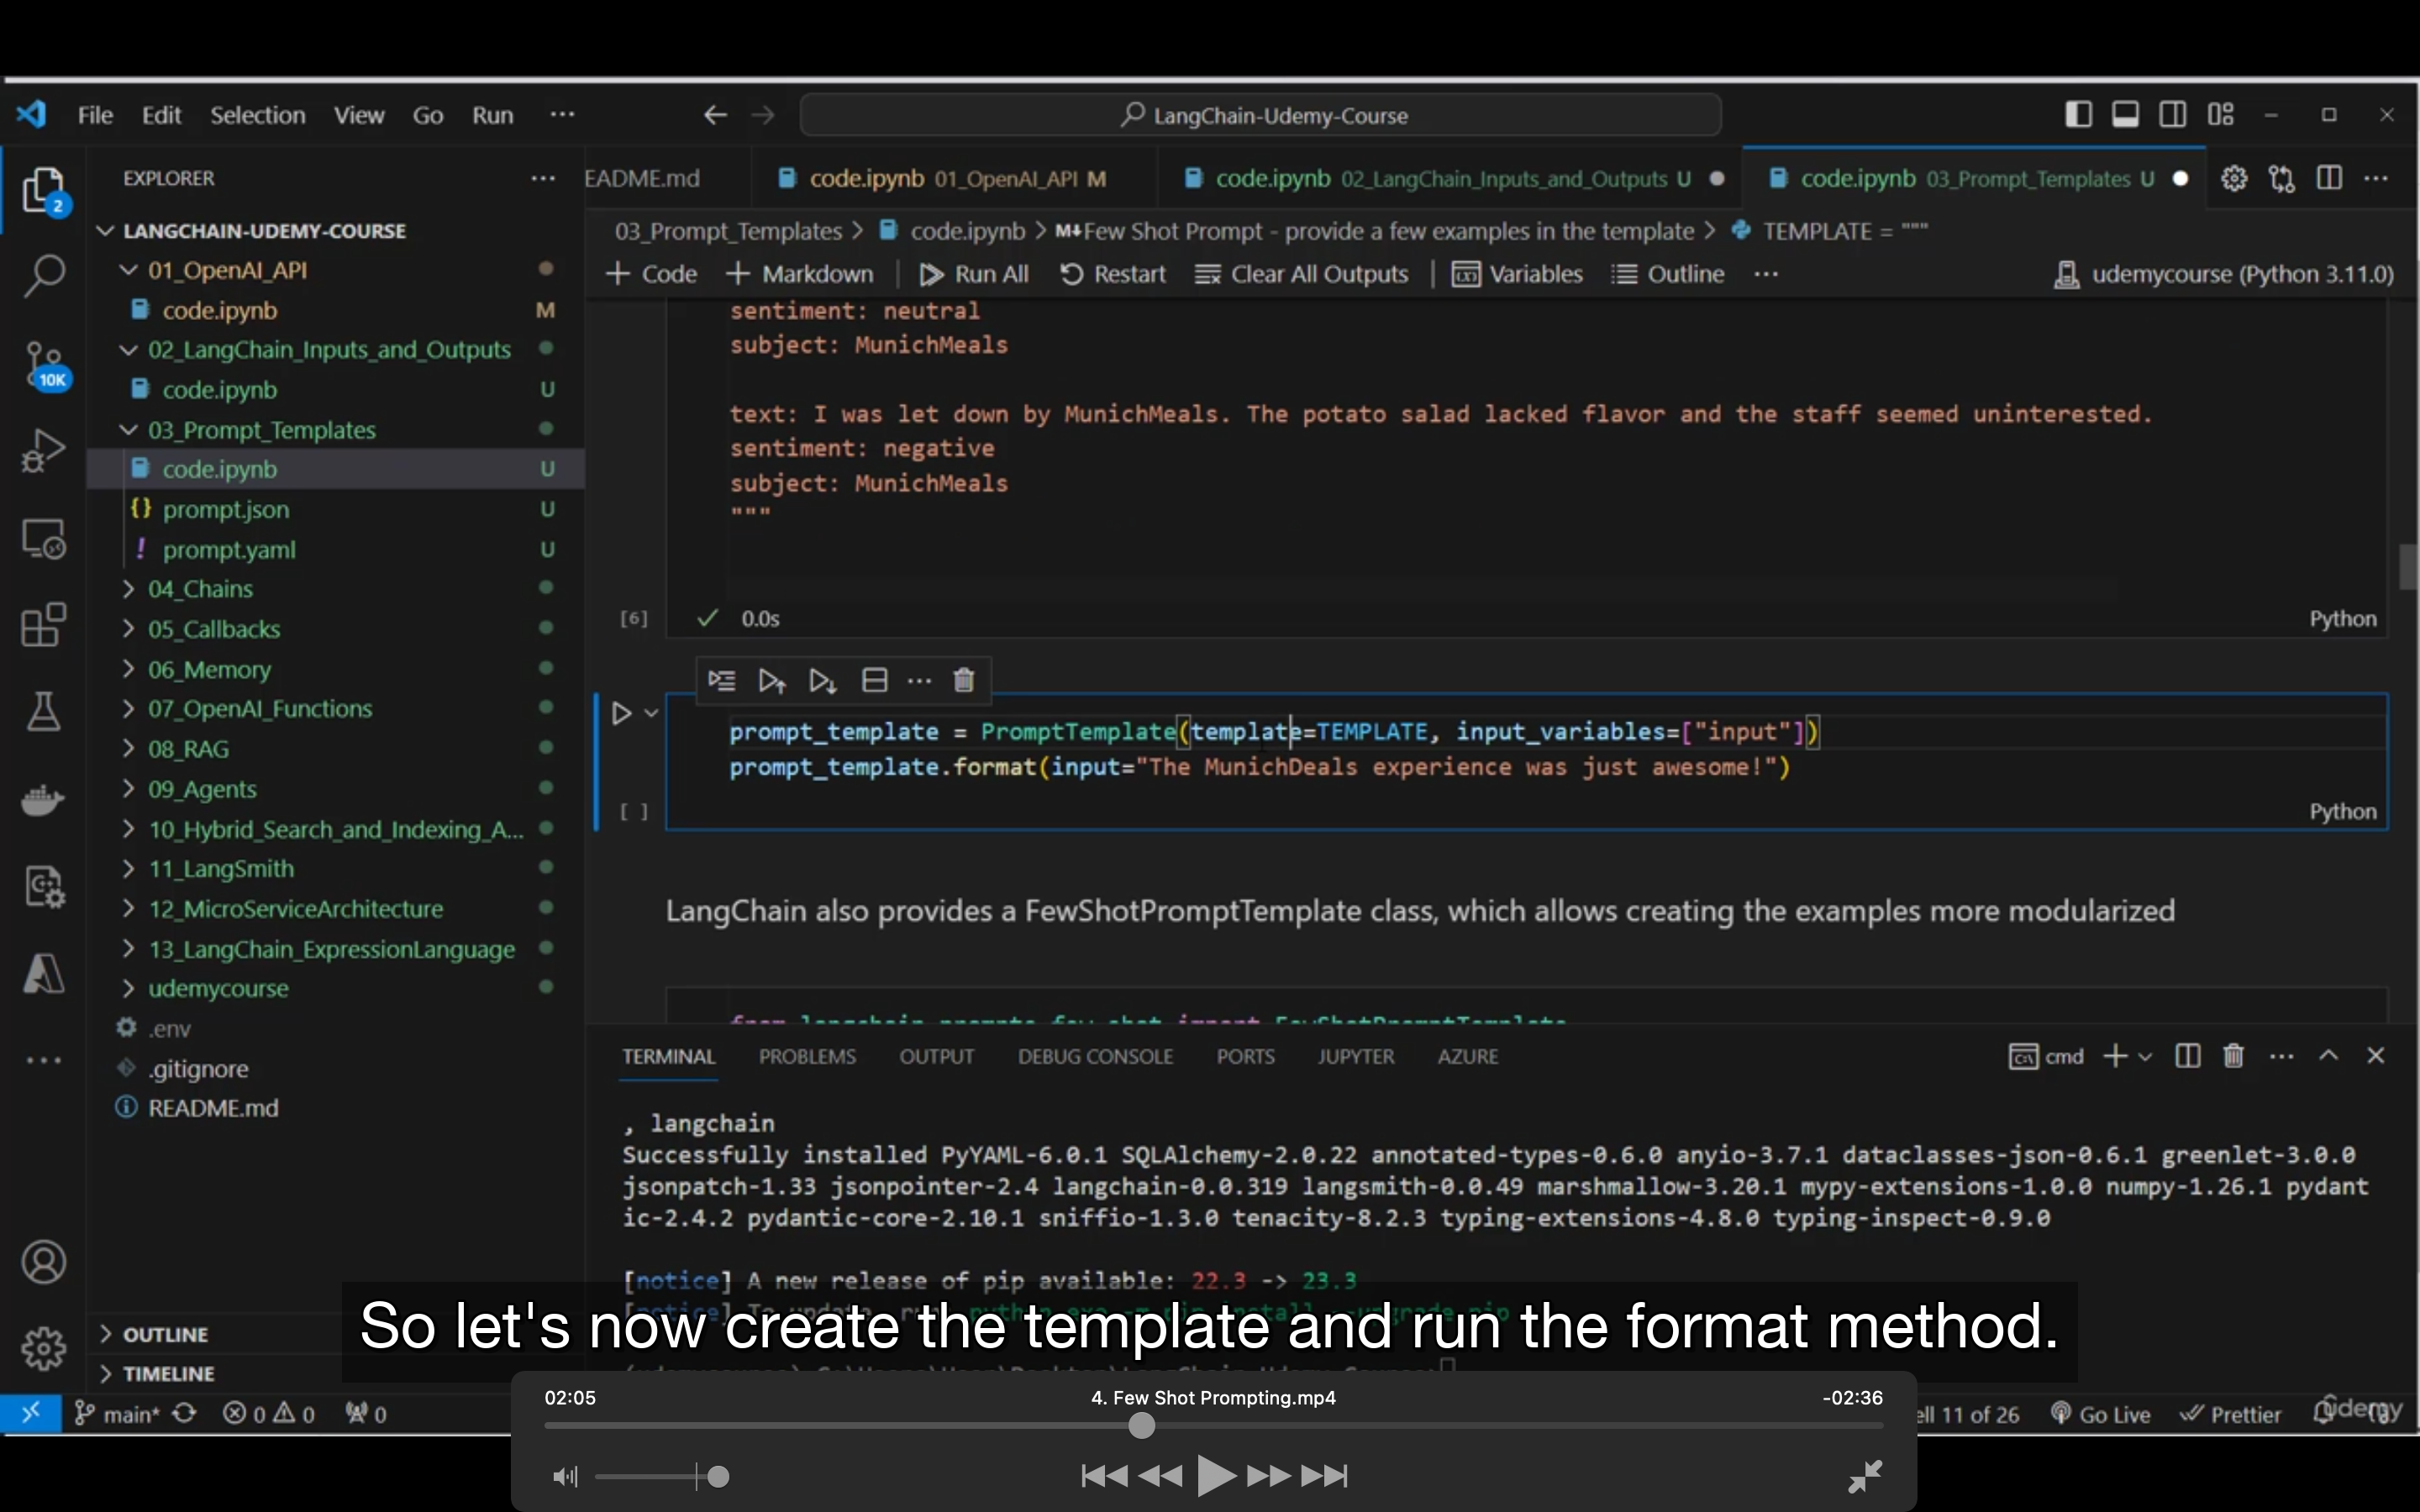 File Edit Selection View Go Run ...
LangChain-Udemy-Course
EXPLORER
2
LANGCHAIN-UDEMY-COURSE
01_OpenAI_API
code.ipynb M
02_LangChain_Inputs_and_Outputs
10K
code.ipynb U
03_Prompt_Templates
code.ipynb U
{} prompt.json U
! prompt.yaml U
04_Chains
05_Callbacks
06_Memory
07_OpenAI_Functions
08_RAG
09_Agents
10_Hybrid_Search_and_Indexing_A...
11_LangSmith
12_MicroServiceArchitecture
13_LangChain_ExpressionLanguage
udemycourse
.env
.gitignore
README.md
OUTLINE
TIMELINE
EADME.md
code.ipynb 01_OpenAI_API M
code.ipynb 02_LangChain_Inputs_and_Outputs U
code.ipynb 03_Prompt_Templates U
03_Prompt_Templates > code.ipynb > M↓Few Shot Prompt - provide a few examples in the template > TEMPLATE = """
+ Code + Markdown | Run All Restart Clear All Outputs | Variables Outline ... udemycourse (Python 3.11.0)
sentiment: neutral
subject: MunichMeals
text: I was let down by MunichMeals. The potato salad lacked flavor and the staff seemed uninterested.
sentiment: negative
subject: MunichMeals
"""
[6] ✓ 0.0s Python
prompt_template = PromptTemplate(template=TEMPLATE, input_variables=["input"])
prompt_template.format(input="The MunichDeals experience was just awesome!")
[ ] Python
LangChain also provides a FewShotPromptTemplate class, which allows creating the examples more modularized
from langchain.prompts.few_shot import FewShotPromptTemplate
TERMINAL PROBLEMS OUTPUT DEBUG CONSOLE PORTS JUPYTER AZURE cmd
, langchain
Successfully installed PyYAML-6.0.1 SQLAlchemy-2.0.22 annotated-types-0.6.0 anyio-3.7.1 dataclasses-json-0.6.1 greenlet-3.0.0
jsonpatch-1.33 jsonpointer-2.4 langchain-0.0.319 langsmith-0.0.49 marshmallow-3.20.1 mypy-extensions-1.0.0 numpy-1.26.1 pydant
ic-2.4.2 pydantic-core-2.10.1 sniffio-1.3.0 tenacity-8.2.3 typing-extensions-4.8.0 typing-inspect-0.9.0
[notice] A new release of pip available: 22.3 -> 23.3
So let's now create the template and run the format method.
02:05 4. Few Shot Prompting.mp4 -02:36
main* 0 0 0
ell 11 of 26 Go Live Prettier
Udemy